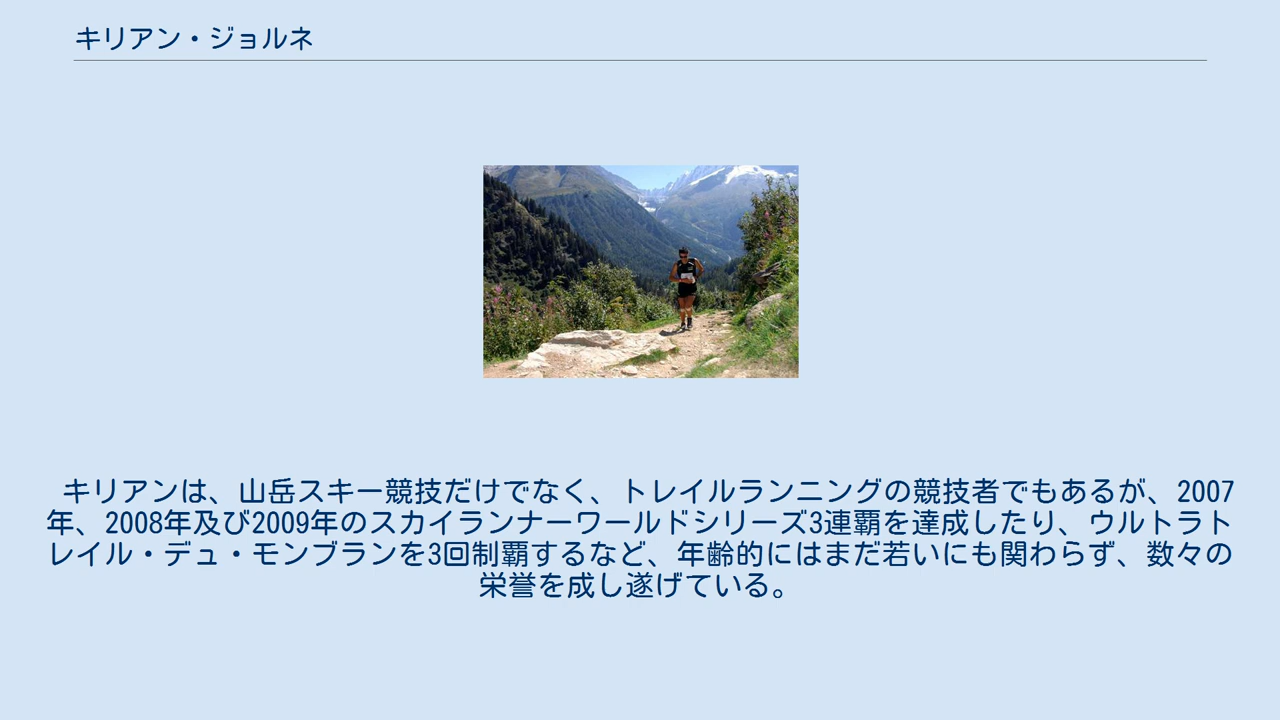 キリアン・ジョルネ
キリアンは、山岳スキー競技だけでなく、トレイルランニングの競技者でもあるが、2007
年、2008年及び2009年のスカイランナーワールドシリーズ3連覇を達成したり、ウルトラト
レイル・デュ・モンブランを3回制覇するなど、年齢的にはまだ若いにも関わらず、数々の
栄誉を成し遂げている。